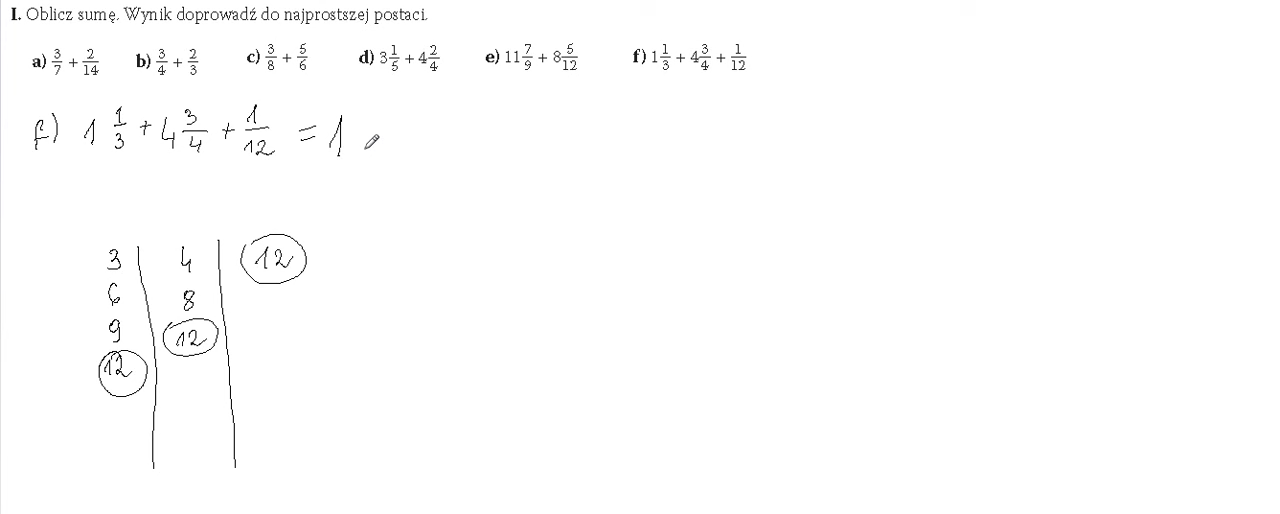 I. Oblicz sumę. Wynik doprowadź do najprostszej postaci.
a) 3/7 + 2/14 b) 3/4 + 2/3 c) 3/8 + 5/6 d) 3 1/5 + 4 2/4 e) 11 7/9 + 8 5/12 f) 1 1/3 + 4 3/4 + 1/12
f) 1 1/3 + 4 3/4 + 1/12 = 1
3 4 12
6 8
9 12
12